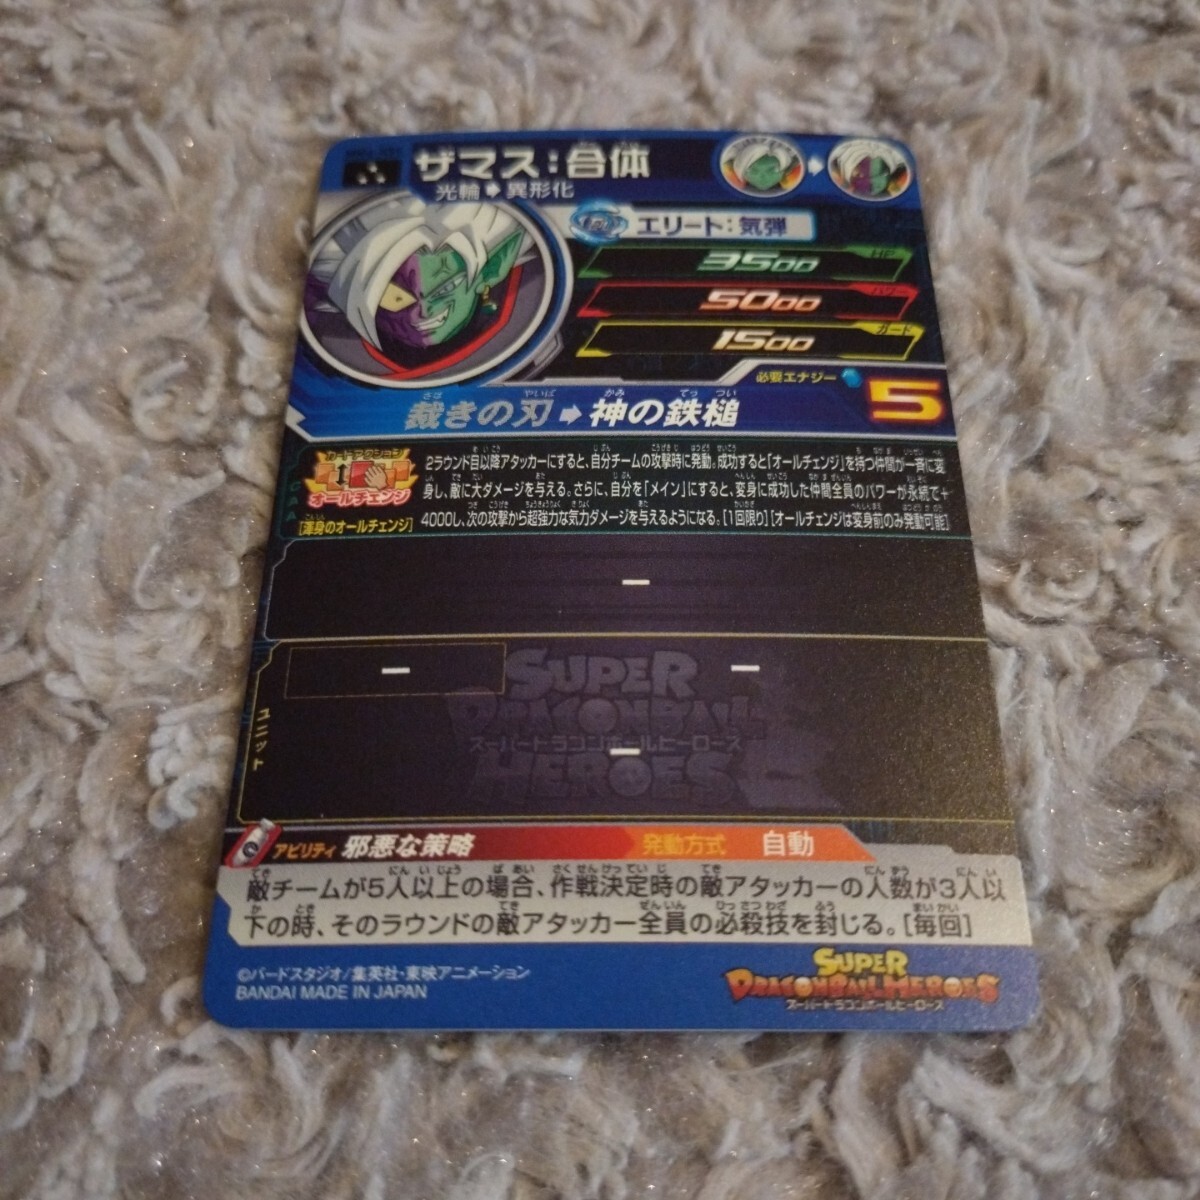 ザマス:合体
光輪➡異形化
エリート:気弾
HP
3500
パワー
5000
ガード
1500
必要エナジー
5
裁きの刃➡神の鉄槌
CAA
カードアクション
オールチェンジ
[渾身のオールチェンジ]
2ラウンド目以降アタッカーにすると、自分チームの攻撃時に発動。成功すると「オールチェンジ」を持つ仲間が一斉に変
身し、敵に大ダメージを与える。さらに、自分を「メイン」にすると、変身に成功した仲間全員のパワーが永続で+
4000し、次の攻撃から超強力な気力ダメージを与えるようになる。[1回限り][オールチェンジは変身前のみ発動可能]
ー
ユニット
ー ー
ー
SUPER
DRAGONBALL
スーパードラゴンボールヒーローズ
HEROES
アビリティ 邪悪な策略 発動方式 自動
敵チームが5人以上の場合、作戦決定時の敵アタッカーの人数が3人以
下の時、そのラウンドの敵アタッカー全員の必殺技を封じる。[毎回]
©バードスタジオ/集英社・東映アニメーション
BANDAI MADE IN JAPAN
SUPER
DRAGONBALL HEROES
スーパードラゴンボールヒーローズ